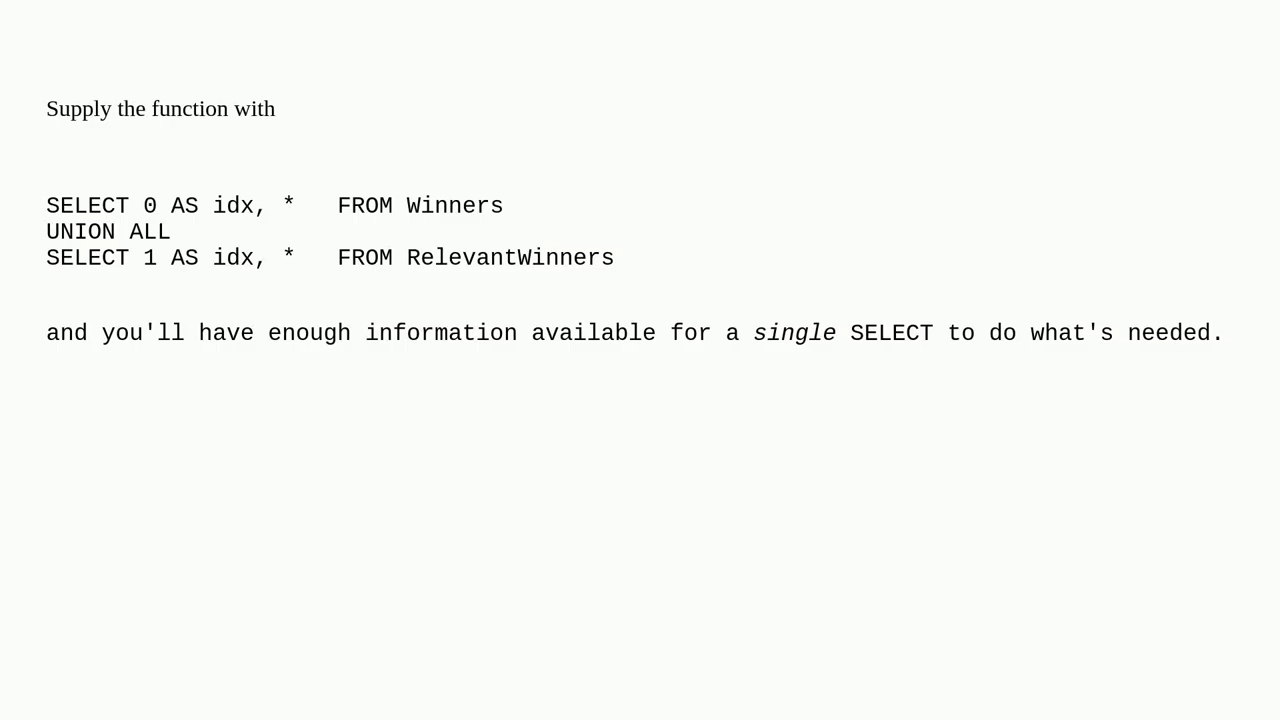 Supply the function with
SELECT 0 AS idx, *   FROM Winners
UNION ALL
SELECT 1 AS idx, *   FROM RelevantWinners
and you'll have enough information available for a single SELECT to do what's needed.